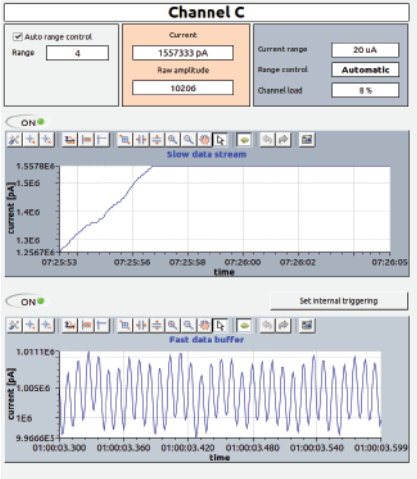 Channel C
Auto range control
Range
4
Current
1557333 pA
Raw amplitude
10206
Current range
20 uA
Range control
Automatic
Channel load
8 %
ON
Slow data stream
1.5578E6
1.5E6
1.4E6
1.3E6
1.2567E6
current [pA]
07:25:53
07:25:56
07:25:58
07:26:00
07:26:02
07:26:05
time
ON
Set internal triggering
Fast data buffer
1.0111E6
1.005E6
1E6
9.9666E5
current [pA]
01:00:03.300
01:00:03.360
01:00:03.420
01:00:03.480
01:00:03.540
01:00:03.599
time